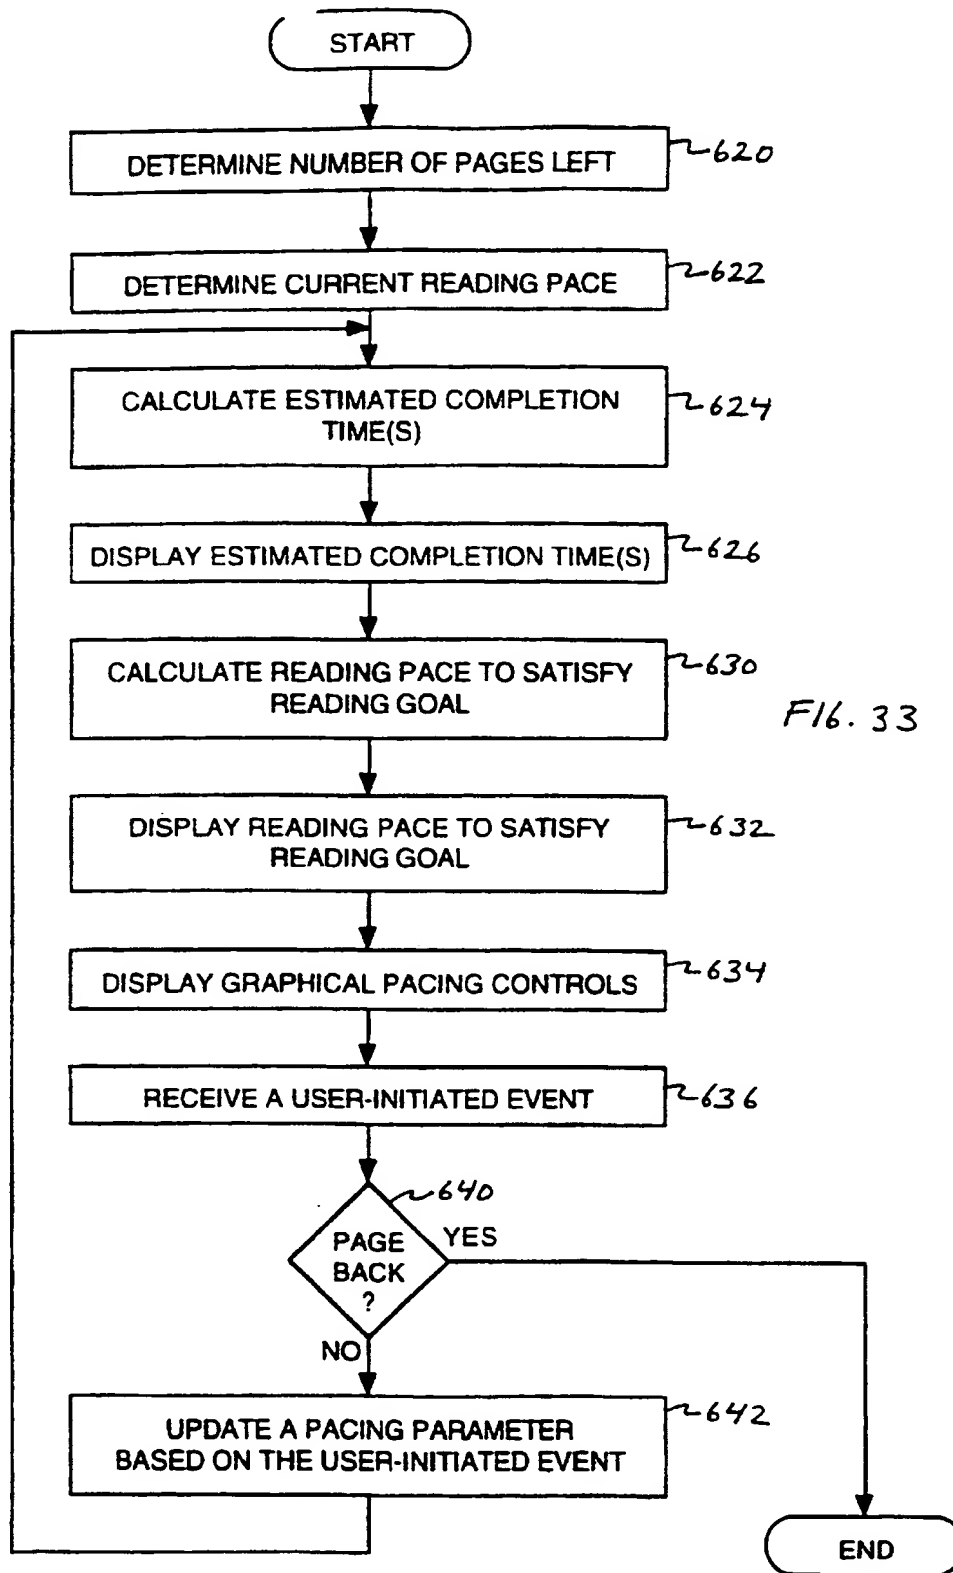 START
DETERMINE NUMBER OF PAGES LEFT
620
DETERMINE CURRENT READING PACE
622
CALCULATE ESTIMATED COMPLETION
TIME(S)
624
DISPLAY ESTIMATED COMPLETION TIME(S)
626
CALCULATE READING PACE TO SATISFY
READING GOAL
630
FIG. 33
DISPLAY READING PACE TO SATISFY
READING GOAL
632
DISPLAY GRAPHICAL PACING CONTROLS
634
RECEIVE A USER-INITIATED EVENT
636
640
PAGE
BACK
?
YES
NO
UPDATE A PACING PARAMETER
BASED ON THE USER-INITIATED EVENT
642
END